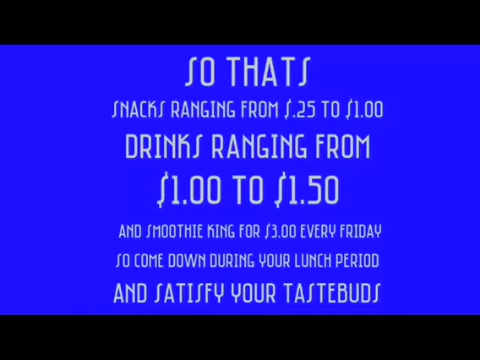 SO THATS
SNACKS RANGING FROM $.25 TO $1.00
DRINKS RANGING FROM
$1.00 TO $1.50
AND SMOOTHIE KING FOR $3.00 EVERY FRIDAY
SO COME DOWN DURING YOUR LUNCH PERIOD
AND SATISFY YOUR TASTEBUDS